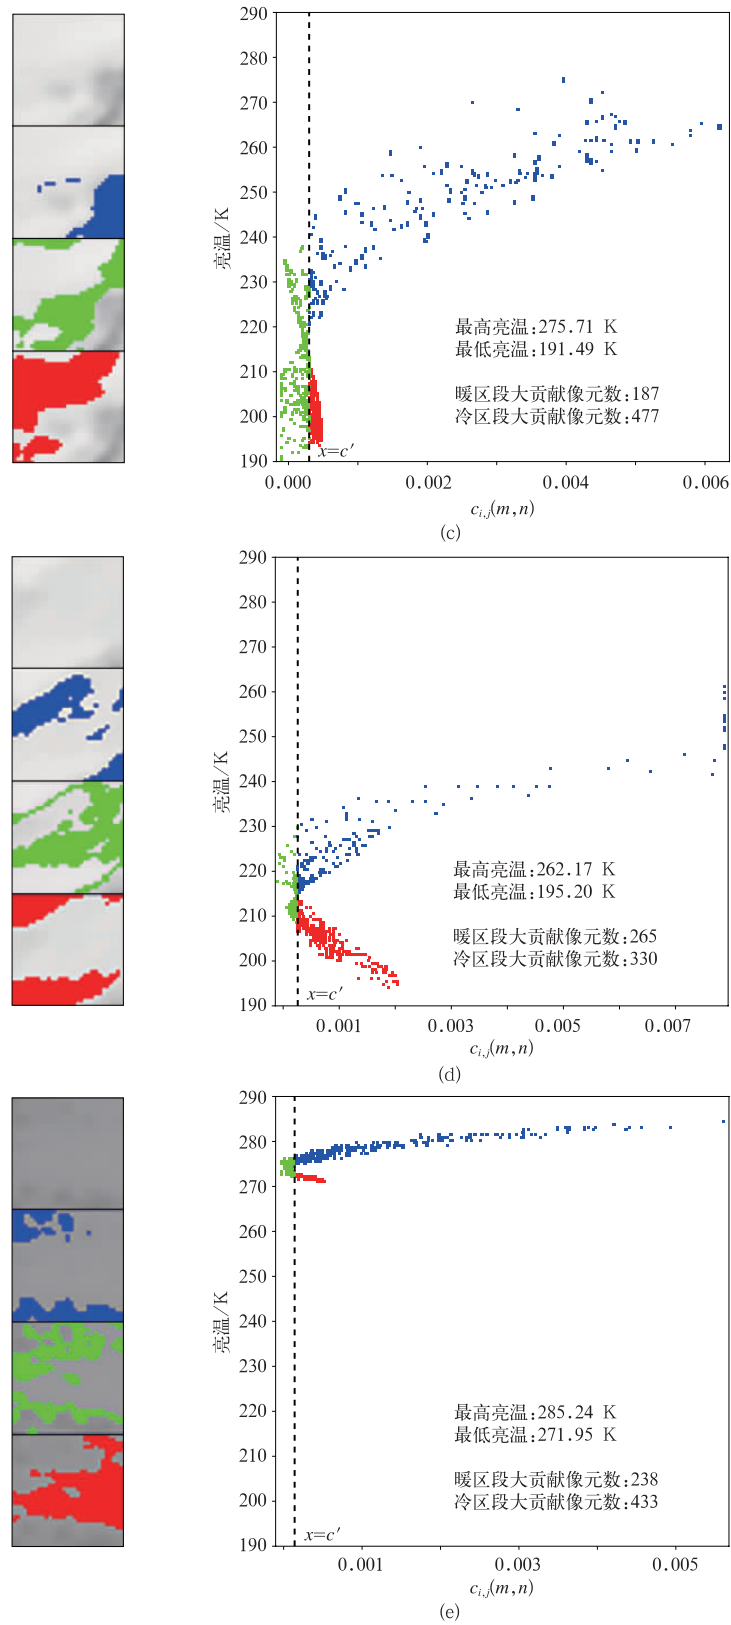 290
280
270
260
250
240
230
220
210
200
190
亮温/K
最高亮温:275.71 K
最低亮温:191.49 K
暖区段大贡献像元数:187
冷区段大贡献像元数:477
x=c′
0.000
0.002
0.004
0.006
c_{i,j}(m,n)
(c)
290
280
270
260
250
240
230
220
210
200
190
亮温/K
最高亮温:262.17 K
最低亮温:195.20 K
暖区段大贡献像元数:265
冷区段大贡献像元数:330
x=c′
0.001
0.003
0.005
0.007
c_{i,j}(m,n)
(d)
290
280
270
260
250
240
230
220
210
200
190
亮温/K
最高亮温:285.24 K
最低亮温:271.95 K
暖区段大贡献像元数:238
冷区段大贡献像元数:433
x=c′
0.001
0.003
0.005
c_{i,j}(m,n)
(e)